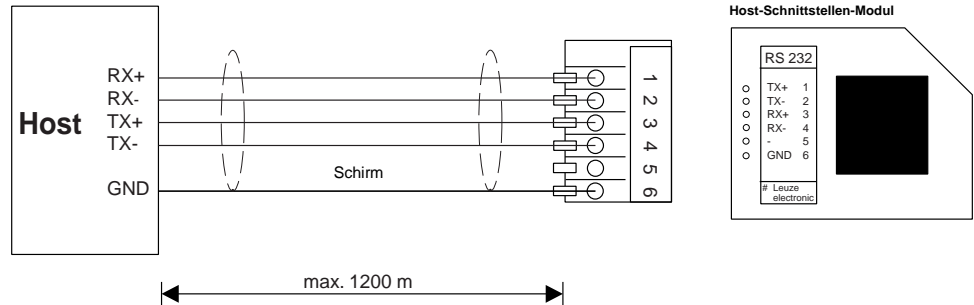 Host
RX+
RX-
TX+
TX-
GND
Schirm
1
2
3
4
5
6
max. 1200 m
Host-Schnittstellen-Modul
RS 232
TX+ 1
TX- 2
RX+ 3
RX- 4
- 5
GND 6
# Leuze
electronic